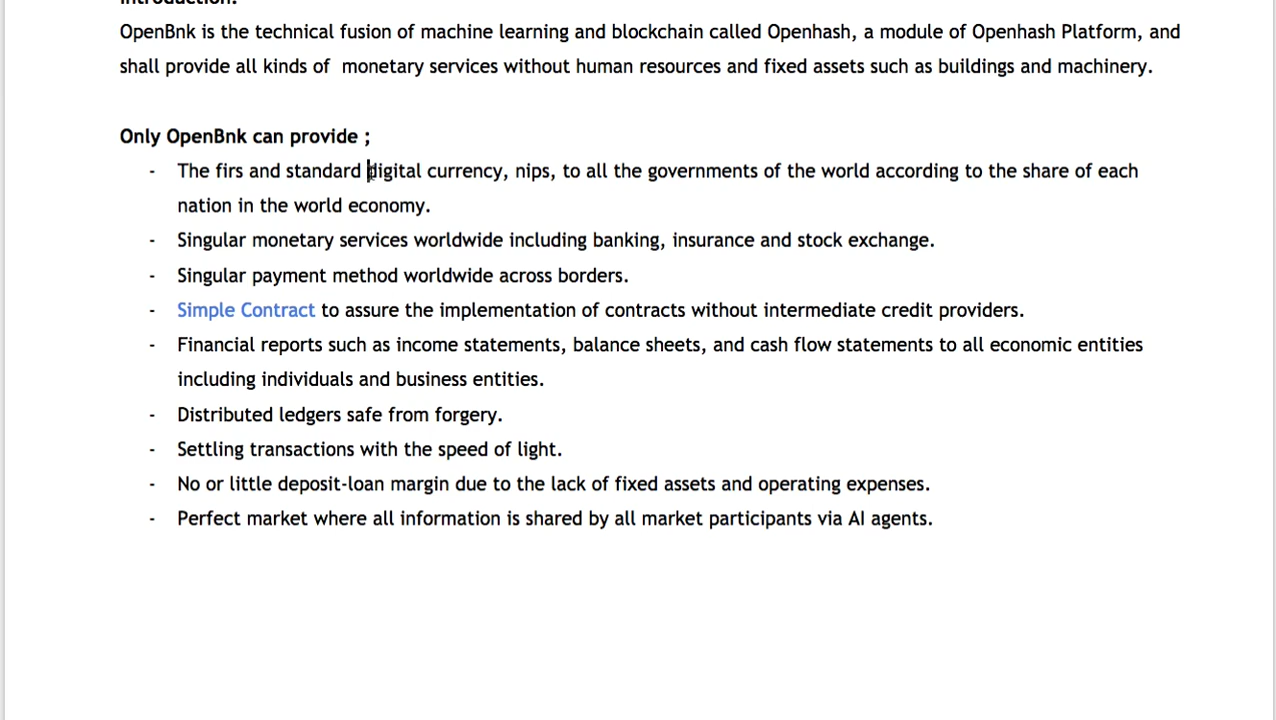 Introduction:
OpenBnk is the technical fusion of machine learning and blockchain called Openhash, a module of Openhash Platform, and
shall provide all kinds of  monetary services without human resources and fixed assets such as buildings and machinery.
Only OpenBnk can provide ;
- The firs and standard digital currency, nips, to all the governments of the world according to the share of each
nation in the world economy.
- Singular monetary services worldwide including banking, insurance and stock exchange.
- Singular payment method worldwide across borders.
- Simple Contract to assure the implementation of contracts without intermediate credit providers.
- Financial reports such as income statements, balance sheets, and cash flow statements to all economic entities
including individuals and business entities.
- Distributed ledgers safe from forgery.
- Settling transactions with the speed of light.
- No or little deposit-loan margin due to the lack of fixed assets and operating expenses.
- Perfect market where all information is shared by all market participants via AI agents.